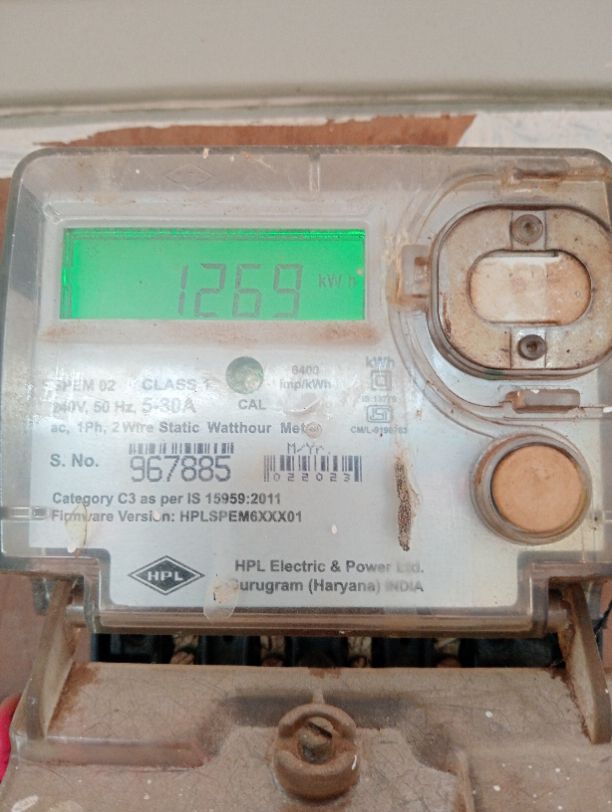 1269 kWh
SPEM 02 CLASS 1
6400 imp/kWh
kWh
240V, 50 Hz, 5-30A
CAL
IS 13779
ac, 1Ph, 2 Wire Static Watthour Meter
S. No. 967885
M/Yr.
022023
Category C3 as per IS 15959:2011
Firmware Version: HPLSPEM6XXX01
HPL
HPL Electric & Power Ltd.
Gurugram (Haryana) INDIA